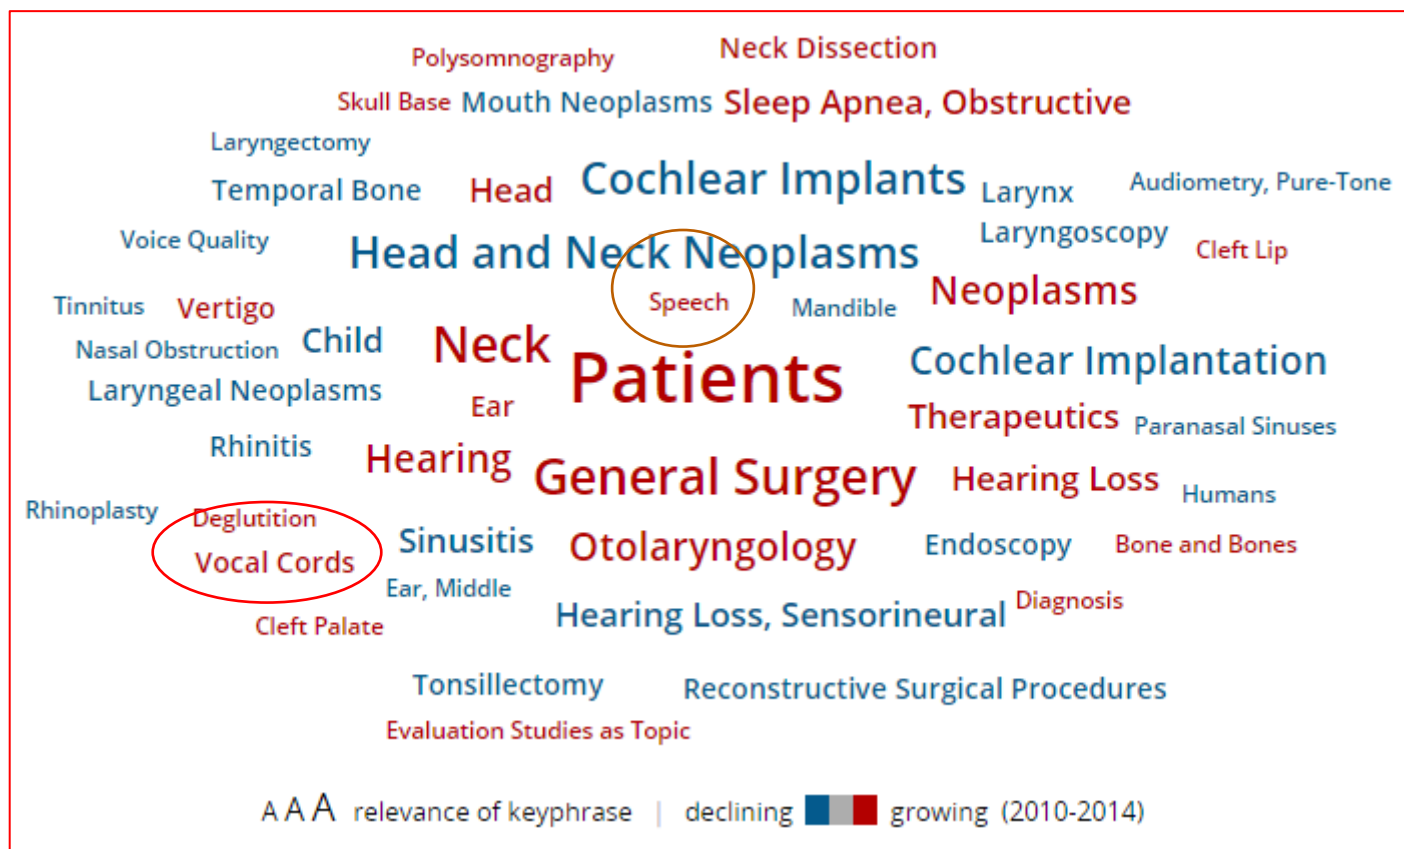 Polysomnography
Neck Dissection
Skull Base
Mouth Neoplasms
Sleep Apnea, Obstructive
Laryngectomy
Temporal Bone
Head
Cochlear Implants
Larynx
Audiometry, Pure-Tone
Voice Quality
Head and Neck Neoplasms
Laryngoscopy
Cleft Lip
Tinnitus
Vertigo
Speech
Mandible
Neoplasms
Nasal Obstruction
Child
Neck
Patients
Cochlear Implantation
Laryngeal Neoplasms
Ear
Therapeutics
Paranasal Sinuses
Rhinitis
Hearing
General Surgery
Hearing Loss
Humans
Rhinoplasty
Deglutition
Vocal Cords
Sinusitis
Otolaryngology
Endoscopy
Bone and Bones
Ear, Middle
Hearing Loss, Sensorineural
Diagnosis
Cleft Palate
Tonsillectomy
Reconstructive Surgical Procedures
Evaluation Studies as Topic
A A A relevance of keyphrase | declining growing (2010-2014)